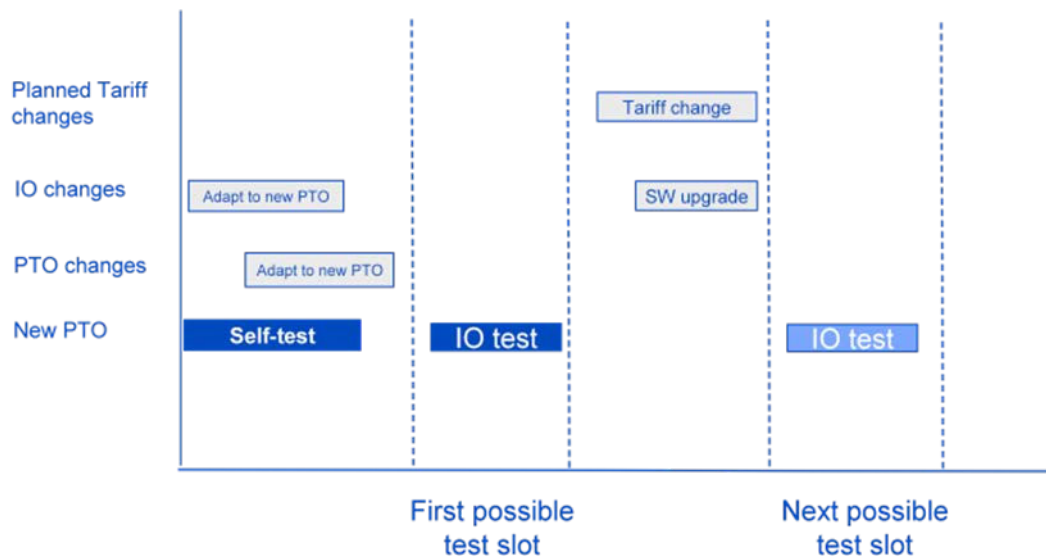 Planned Tariff
changes
Tariff change
IO changes
Adapt to new PTO
SW upgrade
PTO changes
Adapt to new PTO
New PTO
Self-test
IO test
IO test
First possible
test slot
Next possible
test slot